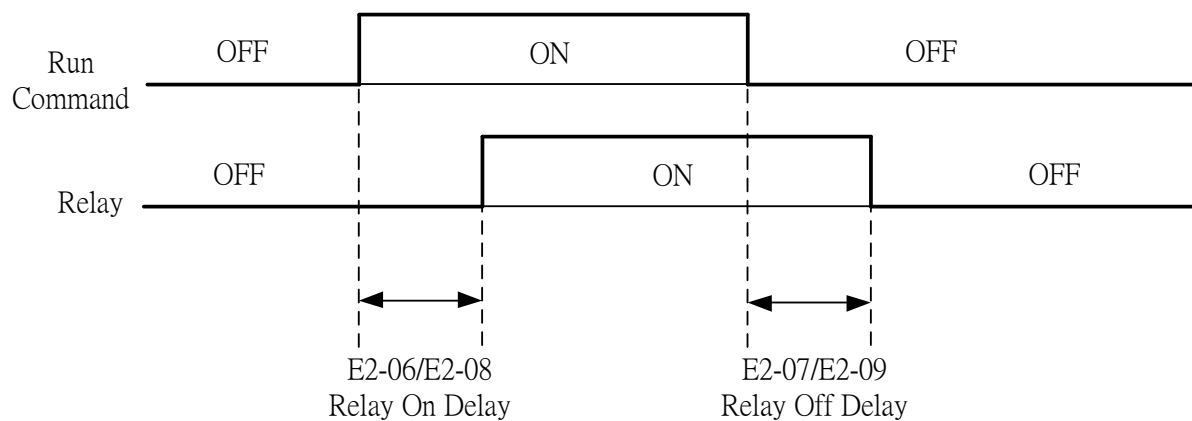 OFF
ON
OFF
Run
Command
OFF
ON
OFF
Relay
E2-06/E2-08
Relay On Delay
E2-07/E2-09
Relay Off Delay